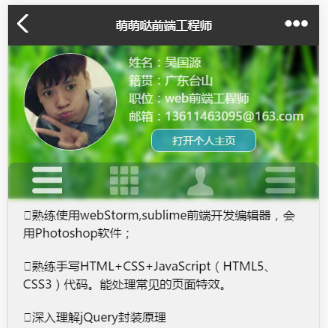 萌萌哒前端工程师
姓名：吴国源
籍贯：广东台山
职位：web前端工程师
邮箱：13611463095@163.com
打开个人主页
▯熟练使用webStorm,sublime前端开发编辑器，会
用Photoshop软件；
▯熟练手写HTML+CSS+JavaScript（HTML5、
CSS3）代码。能处理常见的页面特效。
▯深入理解jQuery封装原理